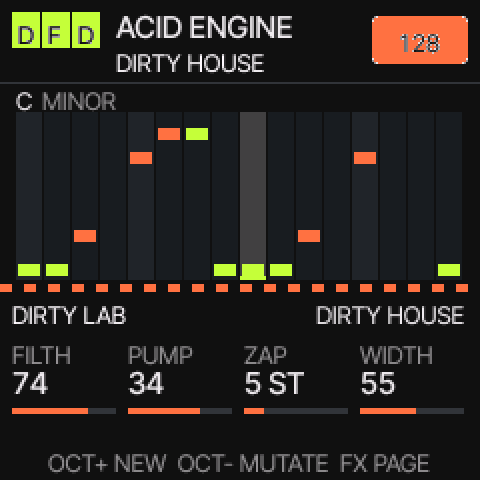 DFD
ACID ENGINE
DIRTY HOUSE
128
C MINOR
DIRTY LAB DIRTY HOUSE
FILTH PUMP ZAP WIDTH
74 34 5 ST 55
OCT+ NEW OCT- MUTATE FX PAGE